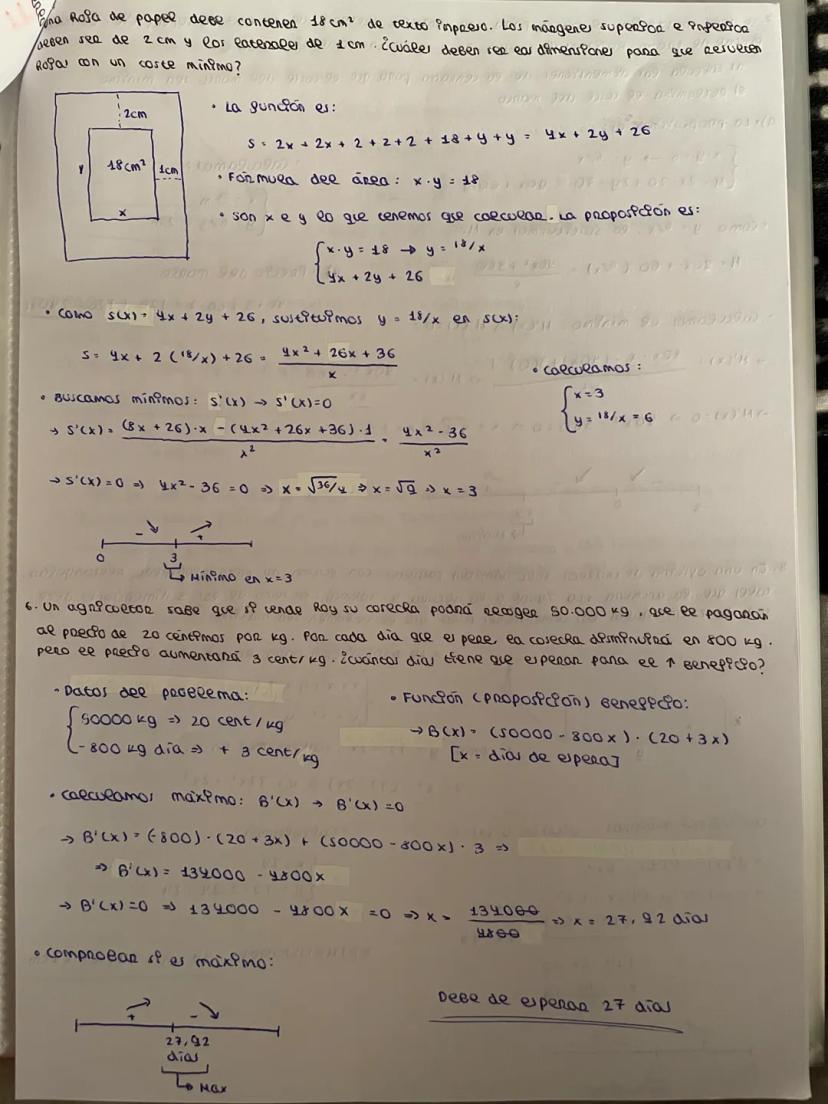 una hoja de papel debe contener 18cm² de texto impreso. Los márgenes superior e inferior
deben ser de 2cm y los laterales de 1cm. ¿Cuáles deben ser las dimensiones para que resulten
hojas con un coste mínimo?
2cm
18cm²
1cm
y
x
• La función es:
S = 2x + 2x + 2 + 2 + 2 + 18 + y + y = 4x + 2y + 26
• Fórmula del área: x · y = 18
• Son x e y lo que tenemos que calcular. La proposición es:
x · y = 18 → y = 18/x
4x + 2y + 26
• Como S(x) = 4x + 2y + 26, sustituimos y = 18/x en S(x):
S = 4x + 2 (18/x) + 26 = 4x² + 26x + 36 / x
• Buscamos mínimos: S'(x) → S'(x)=0
→ S'(x) = (8x + 26) · x - (4x² + 26x + 36) · 1 / x² = 4x² - 36 / x²
→ S'(x) = 0 ⇒ 4x² - 36 = 0 ⇒ x = √36/4 ⇒ x = √9 ⇒ x = 3
• Calculamos:
x = 3
y = 18/x = 6
- +
0 3
↳ Mínimo en x=3
6. Un agricultor sabe que si vende hoy su cosecha podrá recoger 50.000 kg, que le pagarán
al precio de 20 céntimos por kg. Por cada día que espere, la cosecha disminuirá en 800 kg.
pero el precio aumentará 3 cent/kg. ¿Cuántos días tiene que esperar para el ↑ beneficio?
• Datos del problema:
50000 kg ⇒ 20 cent/kg
-800 kg día ⇒ + 3 cent/kg
• Función (proposición) beneficio:
→ B(x) = (50000 - 800x) · (20 + 3x)
[x = días de espera]
• Calculamos máximo: B'(x) → B'(x)=0
→ B'(x) = (-800) · (20 + 3x) + (50000 - 800x) · 3 ⇒
⇒ B'(x) = 134000 - 4800x
→ B'(x)=0 ⇒ 134000 - 4800x = 0 ⇒ x = 134000 / 4800 ⇒ x = 27,92 días
• Comprobar si es máximo:
+ -
27,92
días
↳ Max
Debe de esperar 27 días